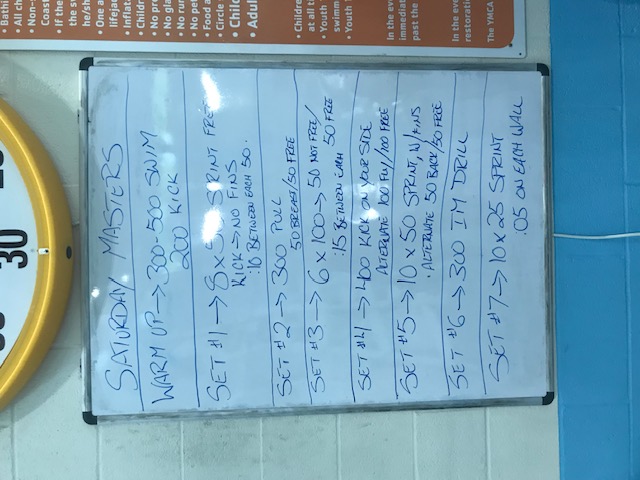 30
SATURDAY MASTERS
WARM UP → 300-500 SWIM
200 KICK
SET #1 → 8 x 50 SPRINT FREE
KICK → NO FINS
:10 BETWEEN EACH 50.
SET #2 → 300 PULL
50 BREAST/50 FREE
SET #3 → 6 x 100 → 50 NOT FREE/
50 FREE
:15 BETWEEN EACH
SET #4 → 400 KICK ON YOUR SIDE
ALTERNATE 100 FLY/100 FREE
SET #5 → 10 x 50 SPRINT, W/FINS
• ALTERNATE 50 BACK/50 FREE
SET #6 → 300 IM DRILL
SET #7 → 10 x 25 SPRINT
:05 ON EACH WALL
• Bathi
• All ch
• Non-s
Coast
• If the
the s
he/sh
• One a
lifejac
• Inflat
• Childr
• No pr
• No gla
• No run
• No pet
• Food a
• Circle
• Chil
• Adul
• Childre
at all ti
• Youth
swimm
• Youth
In the eve
immediat
past the
In the eve
restoratio
The YMCA